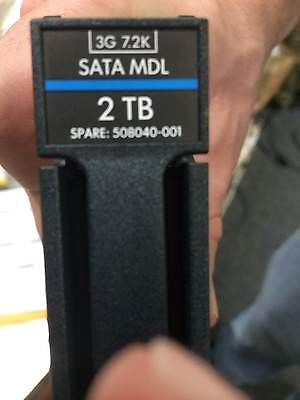 3G 7.2K
SATA MDL
2 TB
SPARE: 508040-001